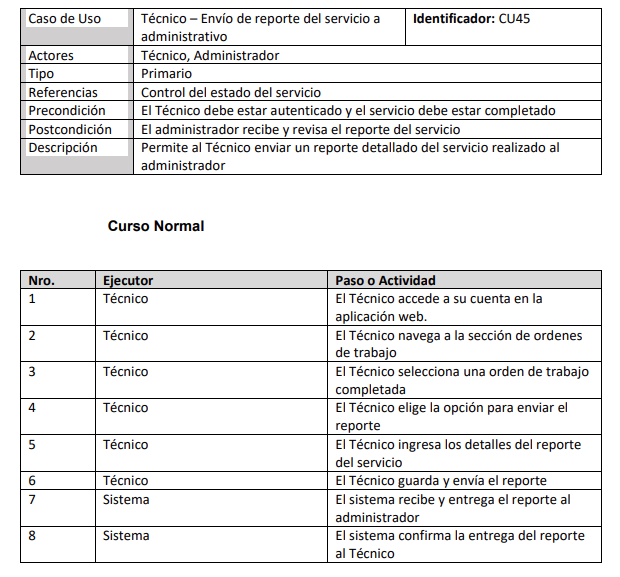 Caso de Uso Técnico – Envío de reporte del servicio a Identificador: CU45
administrativo
Actores Técnico, Administrador
Tipo Primario
Referencias Control del estado del servicio
Precondición El Técnico debe estar autenticado y el servicio debe estar completado
Postcondición El administrador recibe y revisa el reporte del servicio
Descripción Permite al Técnico enviar un reporte detallado del servicio realizado al
administrador
Curso Normal
Nro. Ejecutor Paso o Actividad
1 Técnico El Técnico accede a su cuenta en la
aplicación web.
2 Técnico El Técnico navega a la sección de ordenes
de trabajo
3 Técnico El Técnico selecciona una orden de trabajo
completada
4 Técnico El Técnico elige la opción para enviar el
reporte
5 Técnico El Técnico ingresa los detalles del reporte
del servicio
6 Técnico El Técnico guarda y envía el reporte
7 Sistema El sistema recibe y entrega el reporte al
administrador
8 Sistema El sistema confirma la entrega del reporte
al Técnico